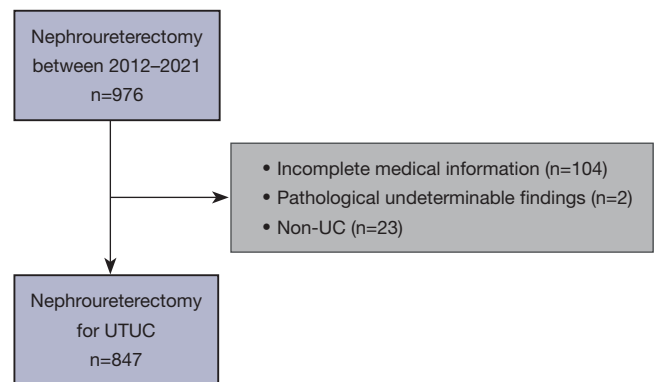 Nephroureterectomy
between 2012–2021
n=976
• Incomplete medical information (n=104)
• Pathological undeterminable findings (n=2)
• Non-UC (n=23)
Nephroureterectomy
for UTUC
n=847